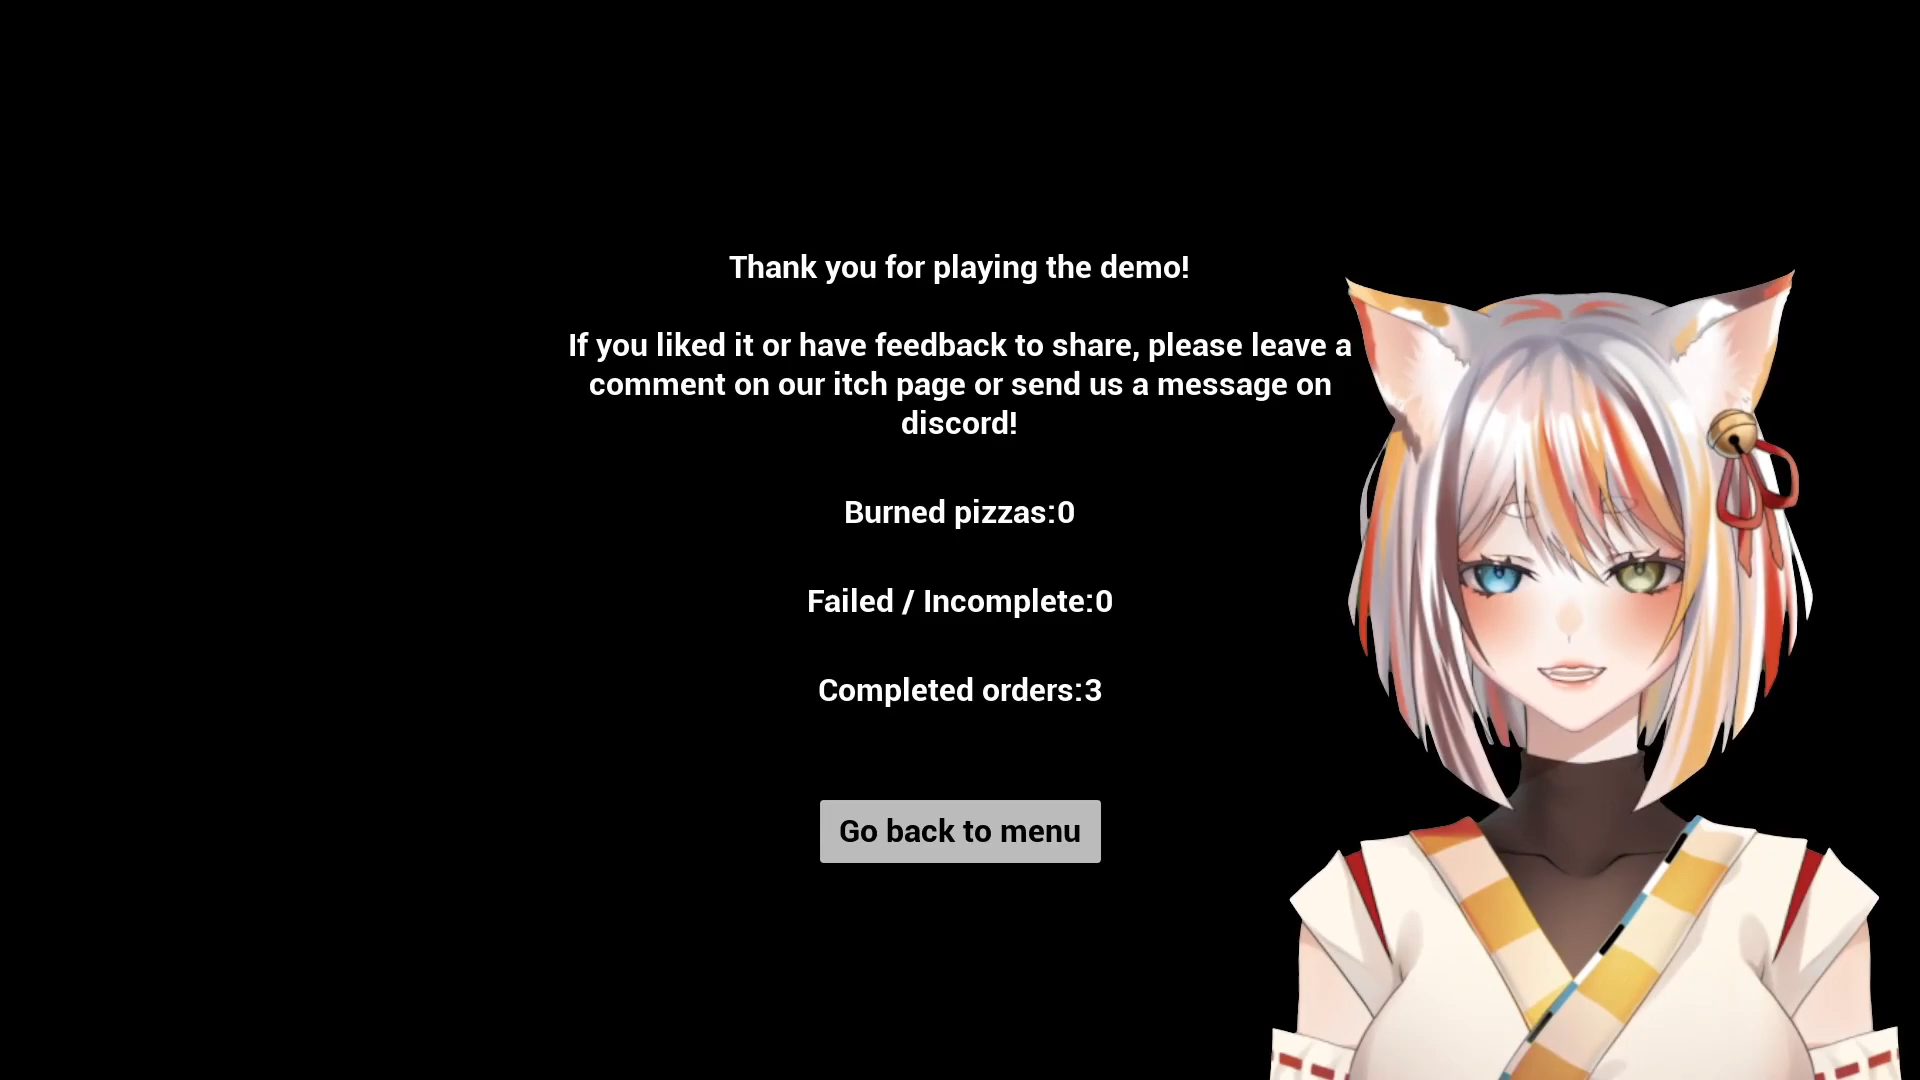 Thank you for playing the demo!
If you liked it or have feedback to share, please leave a
comment on our itch page or send us a message on
discord!
Burned pizzas:0
Failed / Incomplete:0
Completed orders:3
Go back to menu